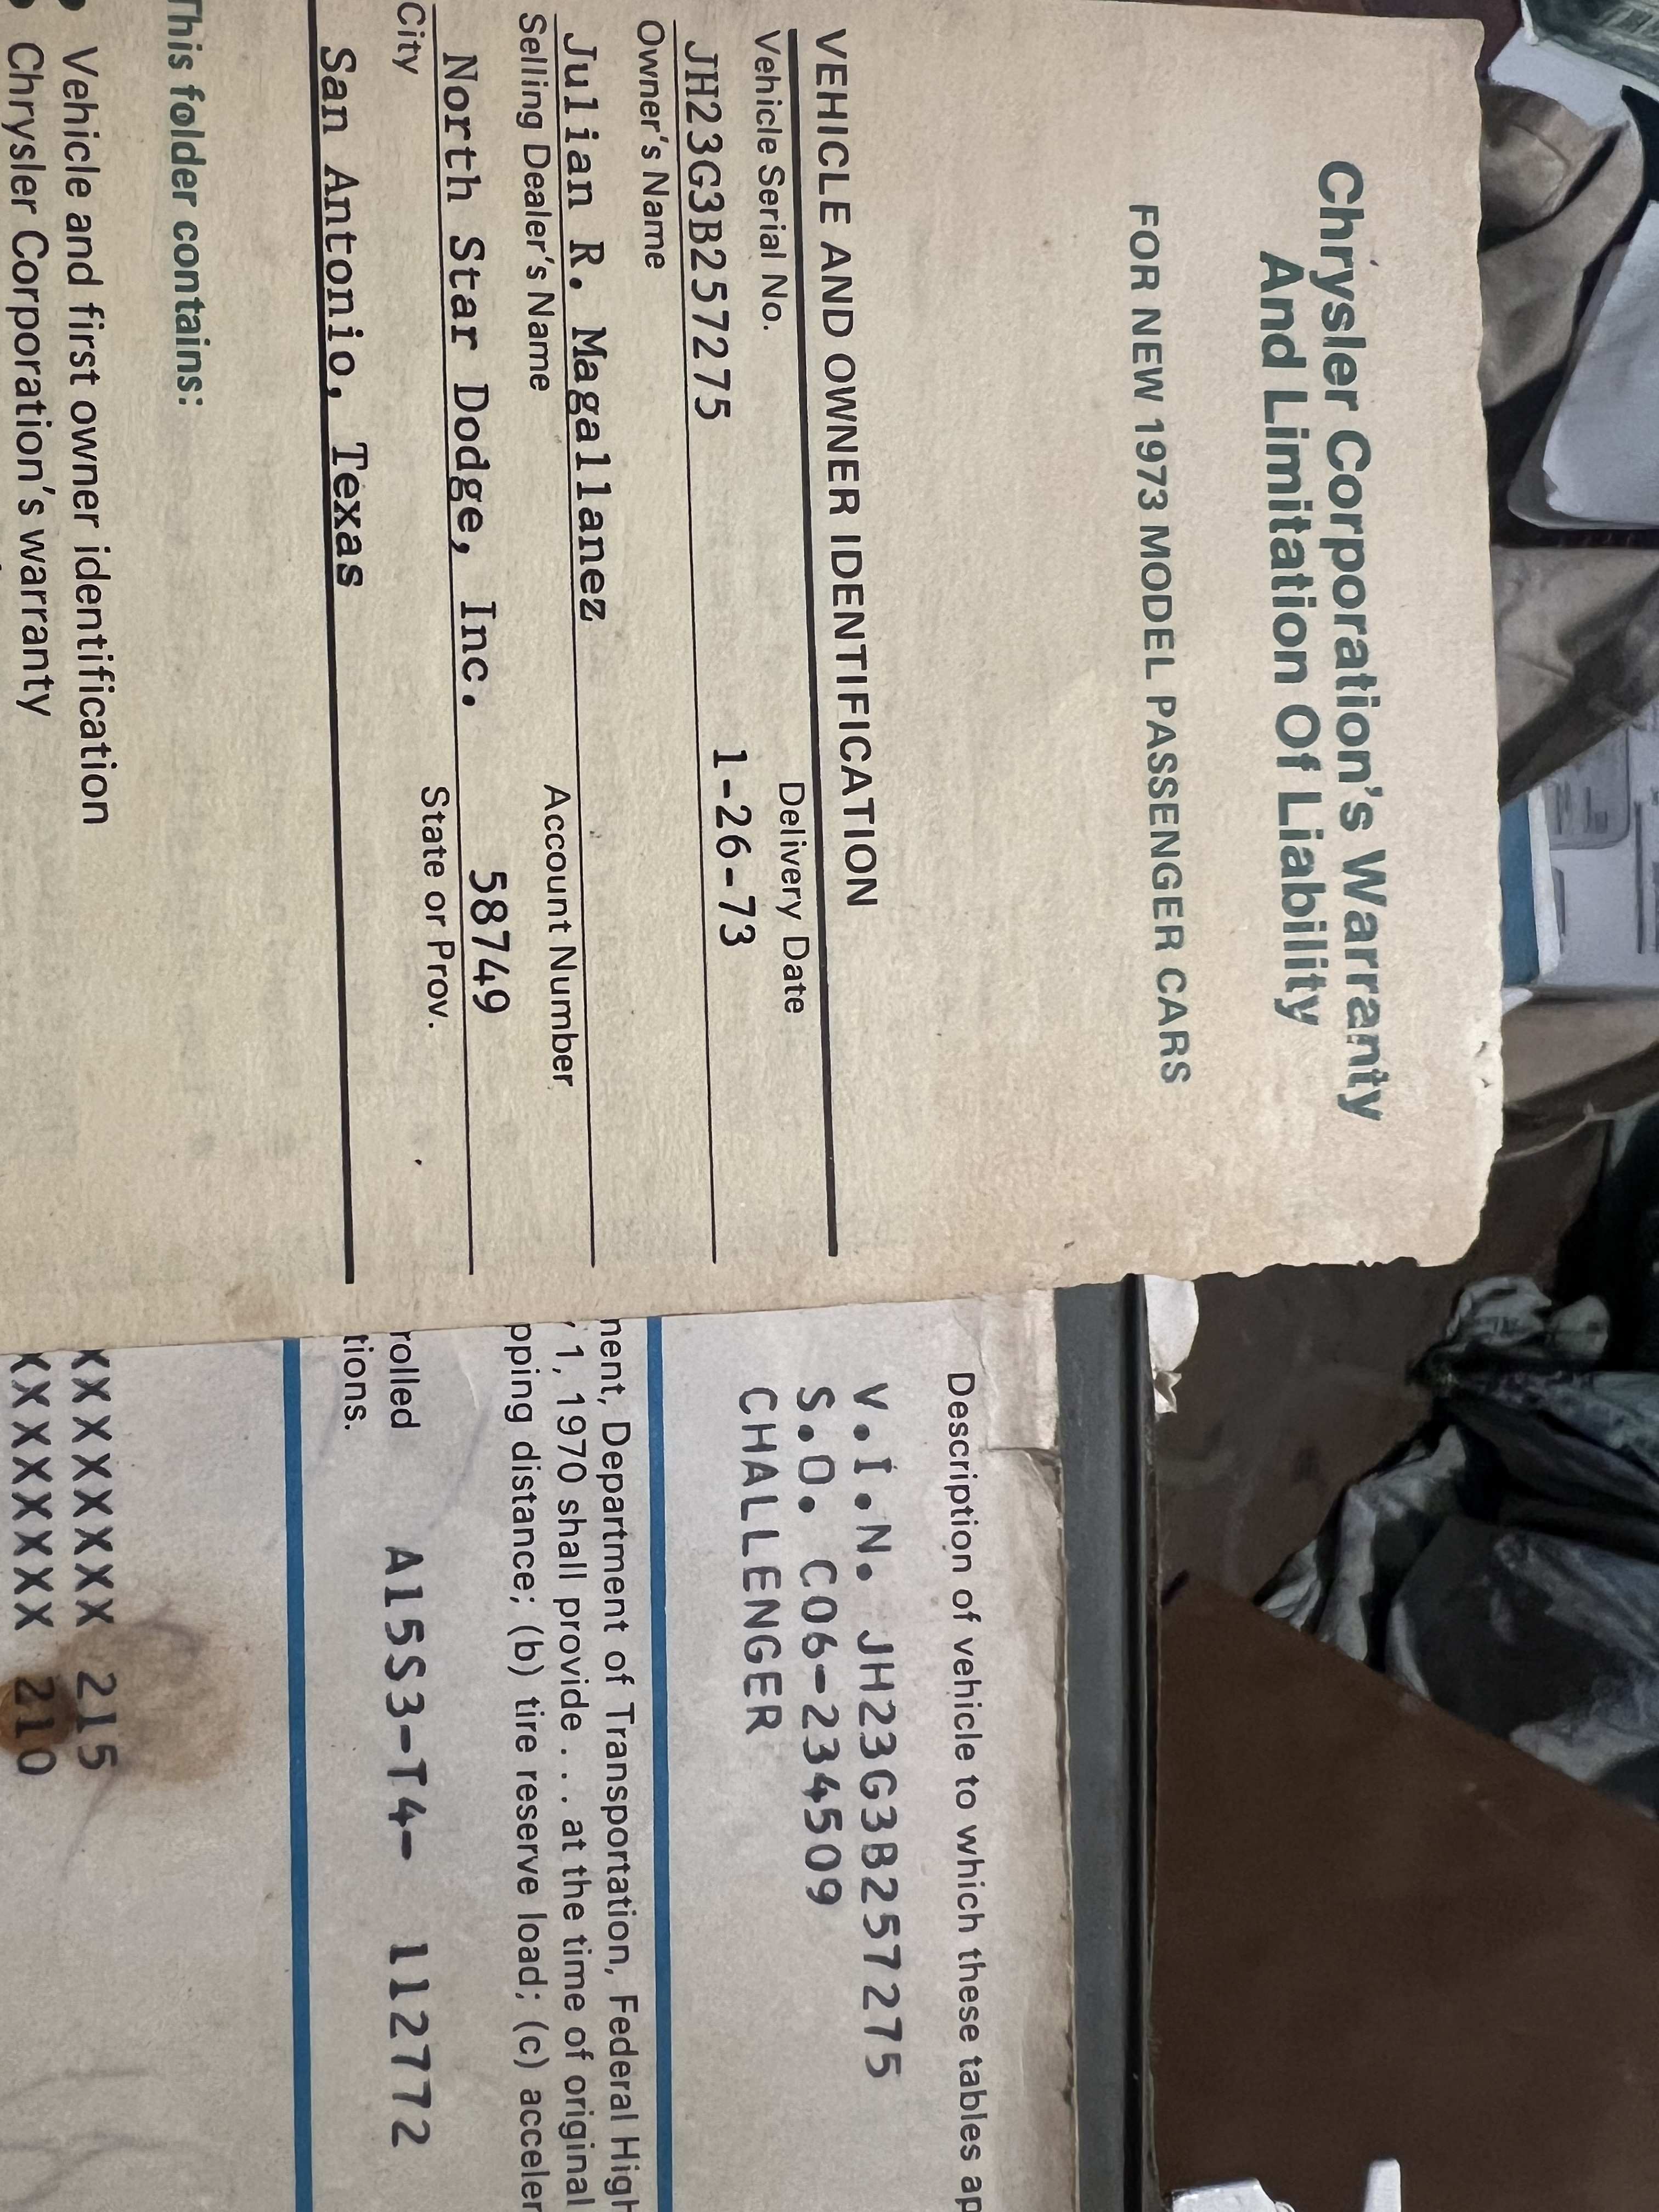 Chrysler Corporation's Warranty
And Limitation Of Liability
FOR NEW 1973 MODEL PASSENGER CARS
VEHICLE AND OWNER IDENTIFICATION
Vehicle Serial No. Delivery Date
JH23G3B257275 1-26-73
Owner's Name
Julian R. Magallanez
Selling Dealer's Name Account Number
North Star Dodge, Inc. 58749
City State or Prov.
San Antonio, Texas
This folder contains:
• Vehicle and first owner identification
• Chrysler Corporation's warranty
Description of vehicle to which these tables ap
V.I.N. JH23G3B257275
S.O. C06-234509
CHALLENGER
nent, Department of Transportation, Federal High
1, 1970 shall provide . . . at the time of original
pping distance; (b) tire reserve load; (c) acceler
rolled A15S3-T4- 112772
tions.
XXXXXXXX 215
XXXXXXXX 210